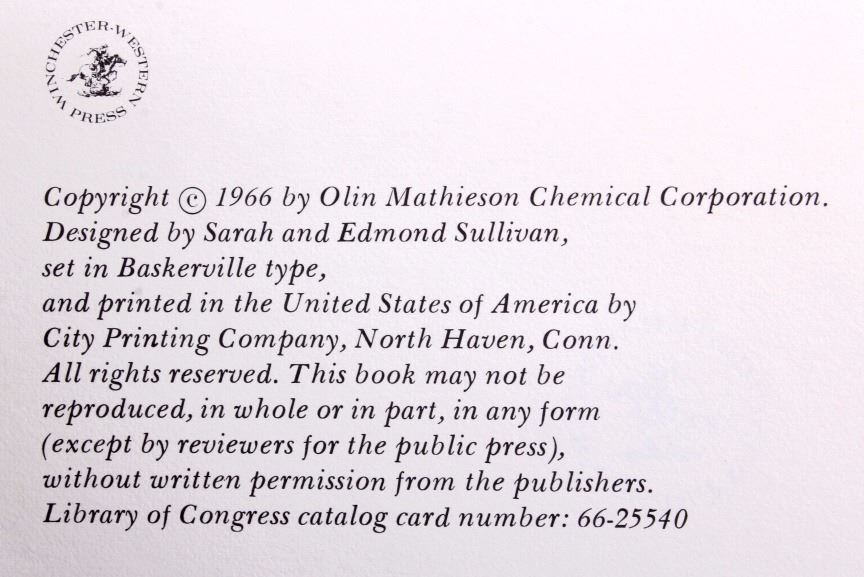 WINCHESTER-WESTERN PRESS
Copyright © 1966 by Olin Mathieson Chemical Corporation.
Designed by Sarah and Edmond Sullivan,
set in Baskerville type,
and printed in the United States of America by
City Printing Company, North Haven, Conn.
All rights reserved. This book may not be
reproduced, in whole or in part, in any form
(except by reviewers for the public press),
without written permission from the publishers.
Library of Congress catalog card number: 66-25540